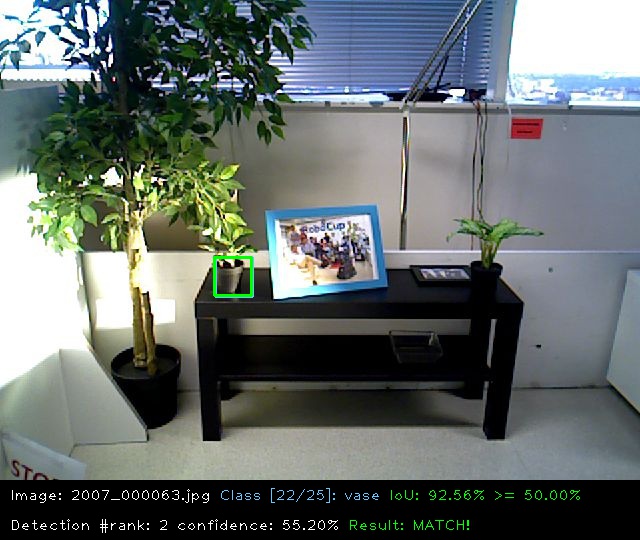 RoboCup
STO
Image: 2007_000063.jpg Class [22/25]: vase IoU: 92.56% >= 50.00%
Detection #rank: 2 confidence: 55.20% Result: MATCH!